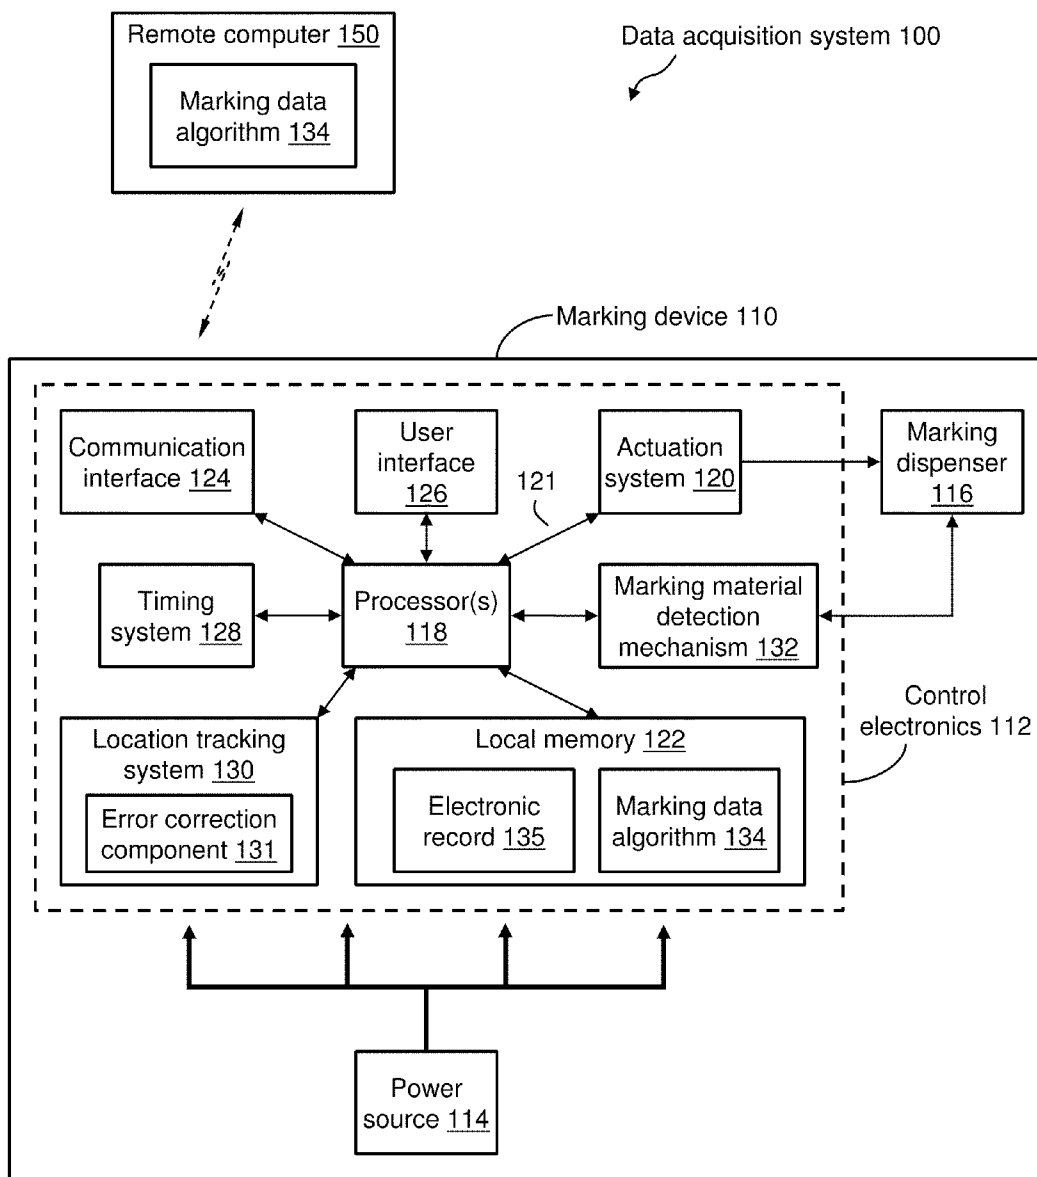 Remote computer 150
Marking data
algorithm 134
Data acquisition system 100
Marking device 110
Communication
interface 124
User
interface
126
Actuation
system 120
Marking
dispenser
116
121
Timing
system 128
Processor(s)
118
Marking material
detection
mechanism 132
Control
electronics 112
Location tracking
system 130
Error correction
component 131
Local memory 122
Electronic
record 135
Marking data
algorithm 134
Power
source 114